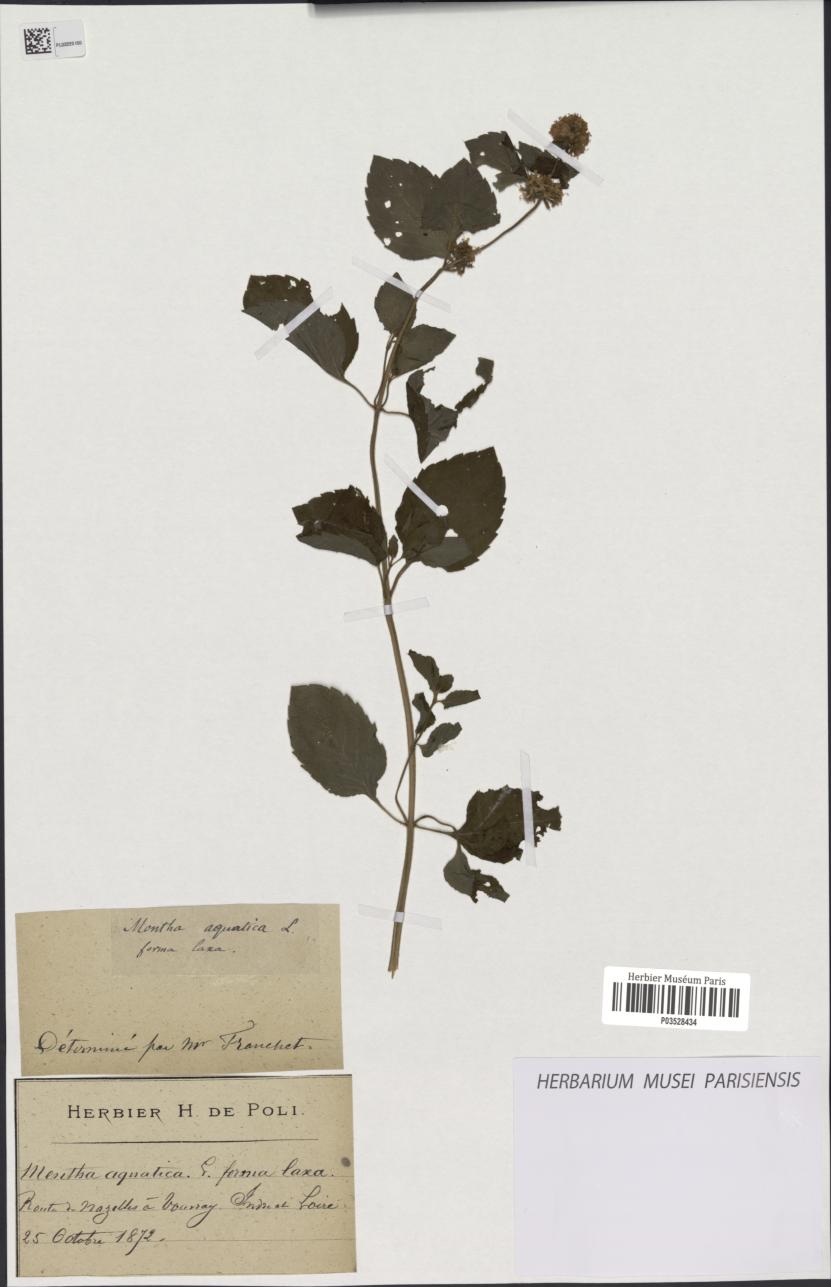 Mentha aquatica L
forma laxa.
Déterminé par Mr Franchet.
HERBIER H. DE POLI.
Mentha aquatica. L. forma laxa.
Route de Nazelles à Vouvray. Indre et Loire.
25 Octobre 1872.
Herbier Muséum Paris
P03528434
HERBARIUM MUSEI PARISIENSIS